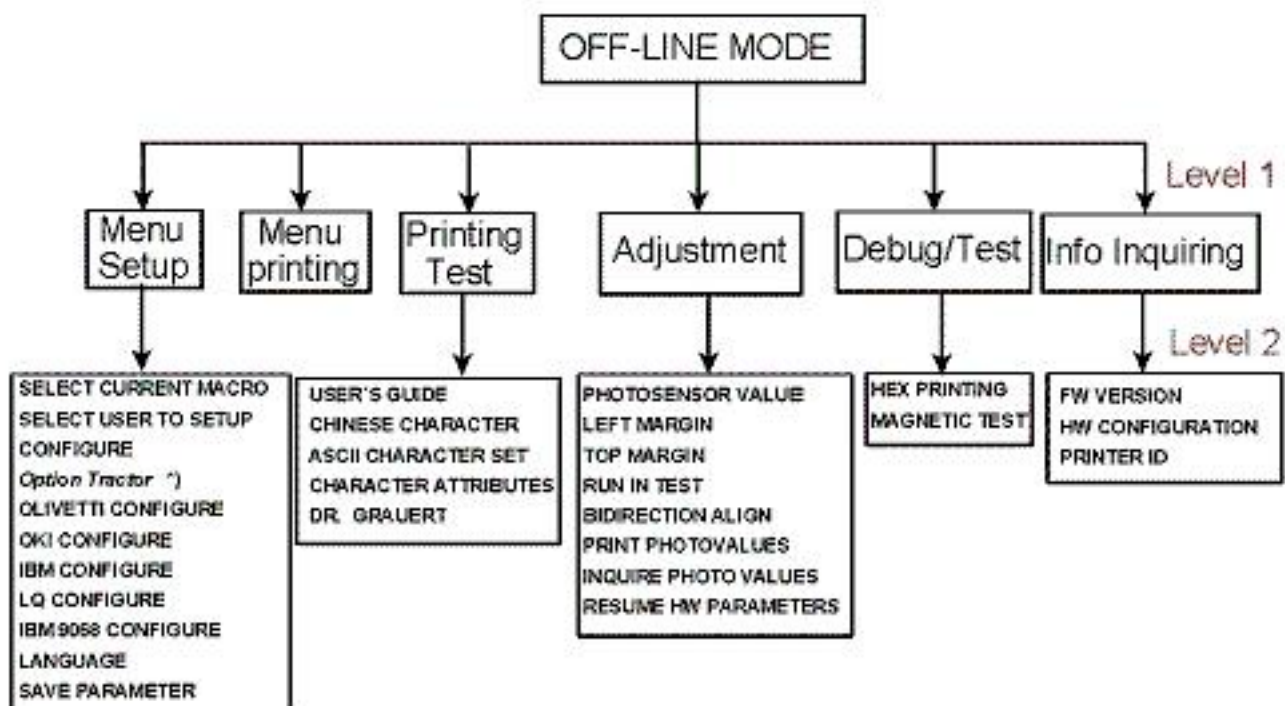 OFF-LINE MODE
Level 1
Menu
Setup
Menu
printing
Printing
Test
Adjustment
Debug/Test
Info Inquiring
Level 2
SELECT CURRENT MACRO
SELECT USER TO SETUP
CONFIGURE
Option Tractor *)
OLIVETTI CONFIGURE
OKI CONFIGURE
IBM CONFIGURE
LQ CONFIGURE
IBM 9068 CONFIGURE
LANGUAGE
SAVE PARAMETER
USER'S GUIDE
CHINESE CHARACTER
ASCII CHARACTER SET
CHARACTER ATTRIBUTES
DR. GRAUERT
PHOTOSENSOR VALUE
LEFT MARGIN
TOP MARGIN
RUN IN TEST
BIDIRECTION ALIGN
PRINT PHOTOVALUES
INQUIRE PHOTO VALUES
RESUME HW PARAMETERS
HEX PRINTING
MAGNETIC TEST
FW VERSION
HW CONFIGURATION
PRINTER ID